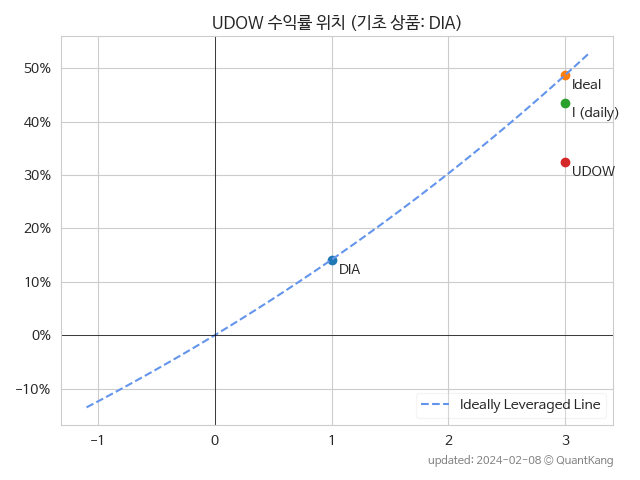 UDOW 수익률 위치 (기초 상품: DIA)
50%
40%
30%
20%
10%
0%
−10%
Ideal
I (daily)
UDOW
DIA
Ideally Leveraged Line
−1
0
1
2
3
updated: 2024-02-08 © QuantKang